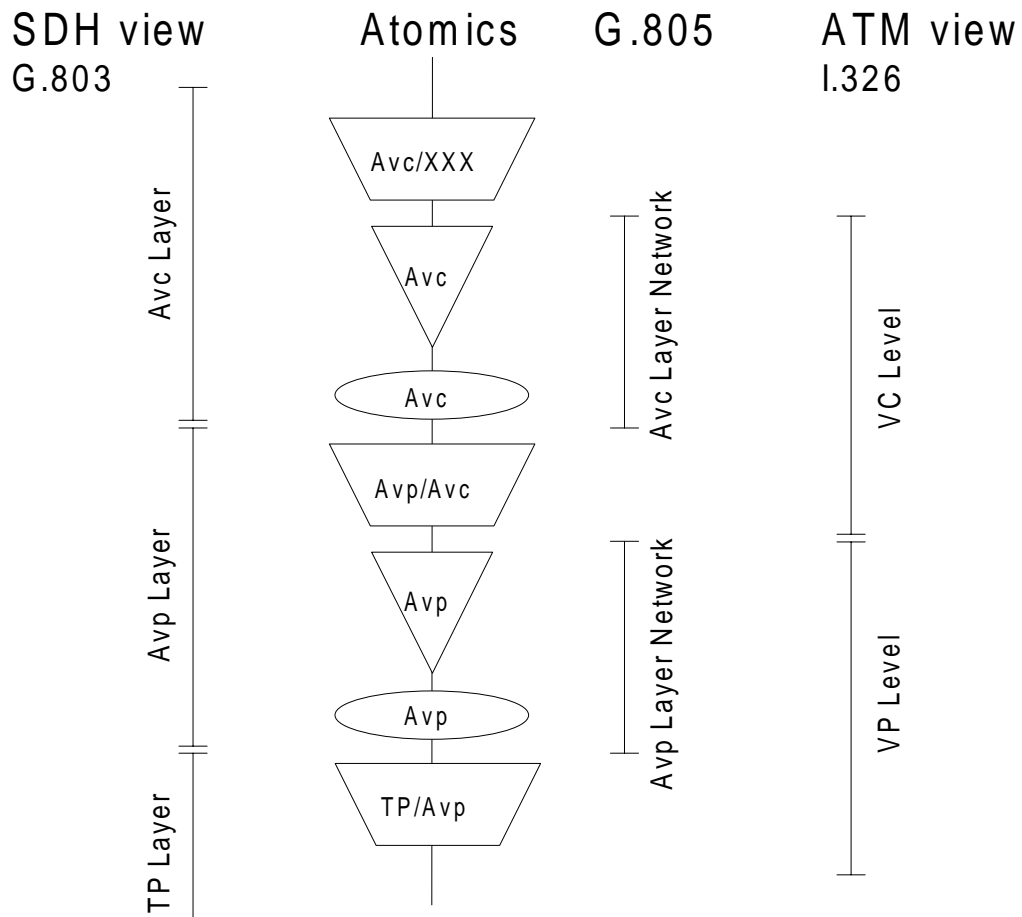 SDH view
G.803
Atomics
G.805
ATM view
I.326
Avc Layer
Avp Layer
TP Layer
Avc/XXX
Avc
Avc
Avp/Avc
Avp
Avp
TP/Avp
Avc Layer Network
Avp Layer Network
VC Level
VP Level